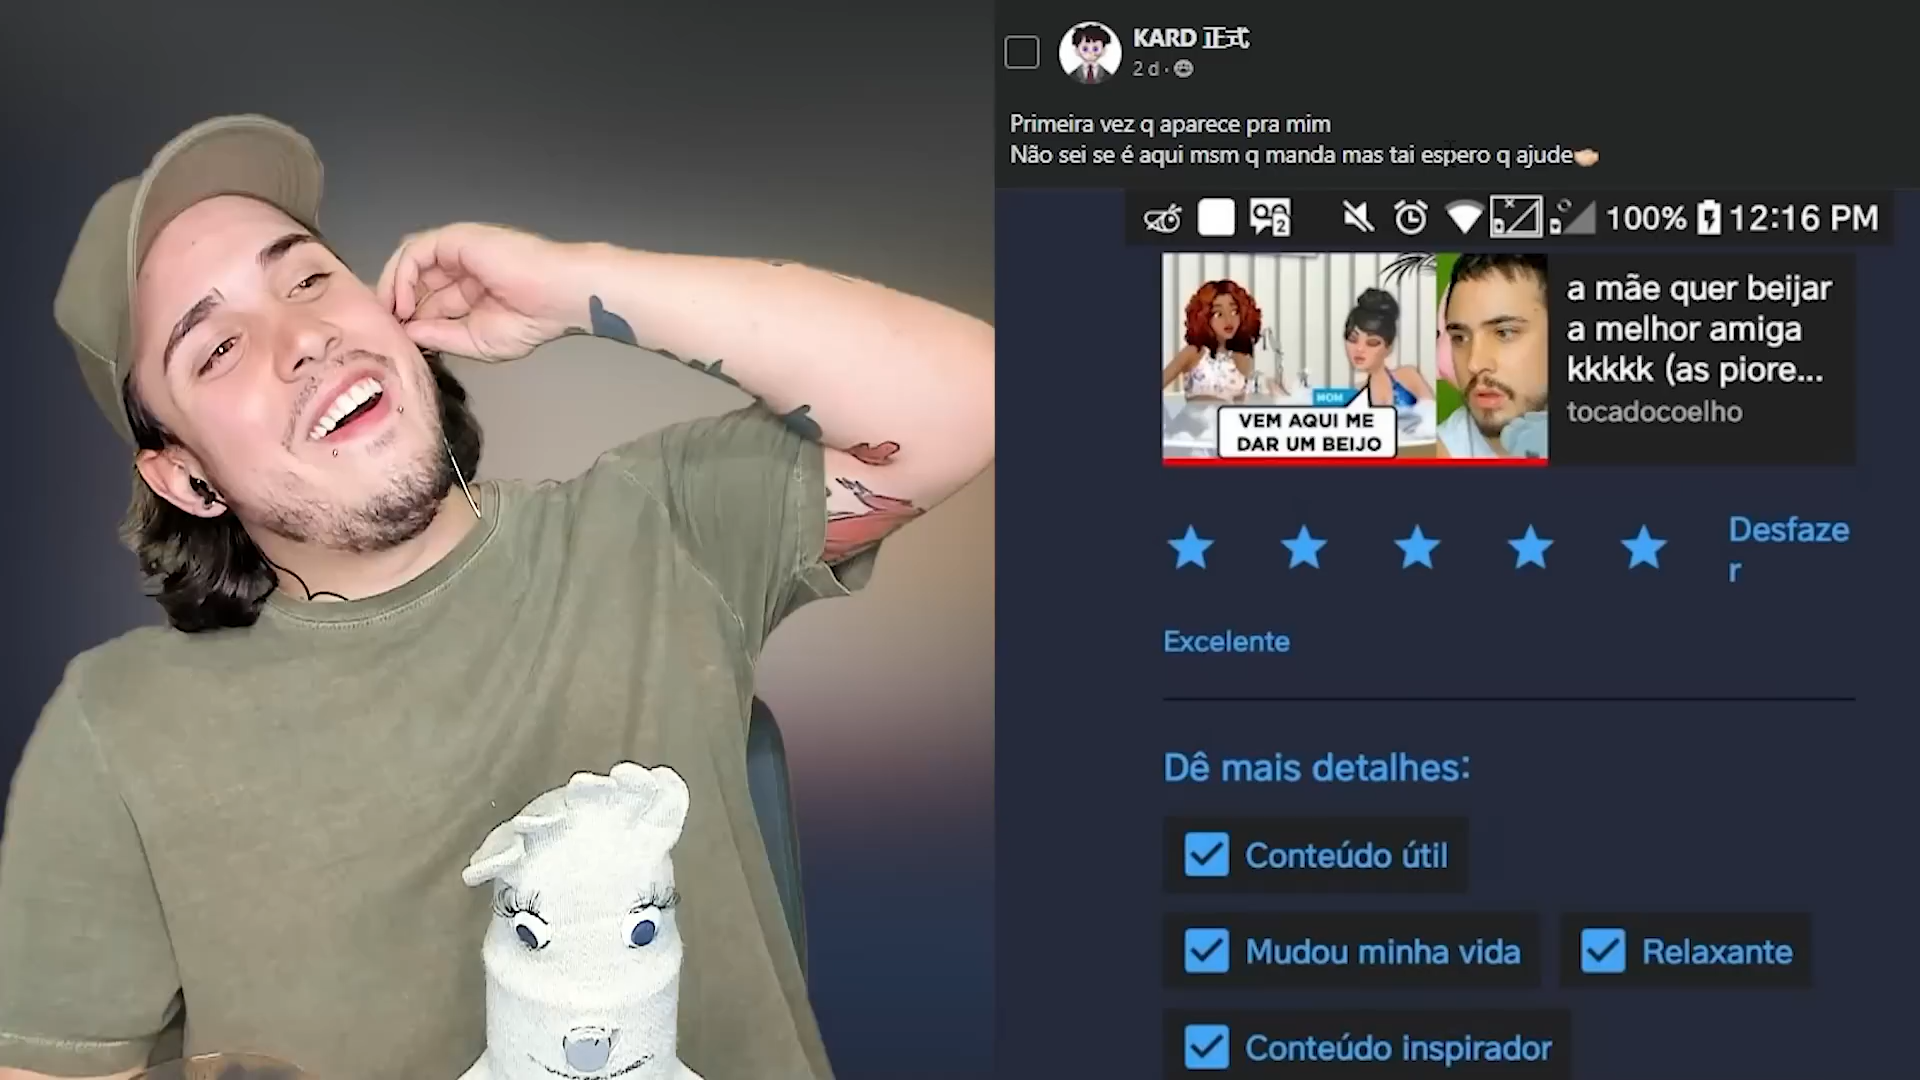 KARD 正式
2 d ·
Primeira vez q aparece pra mim
Não sei se é aqui msm q manda mas tai espero q ajude
2
100%
12:16 PM
MOM
VEM AQUI ME
DAR UM BEIJO
a mãe quer beijar
a melhor amiga
kkkkk (as piore...
tocadocoelho
Desfaze
r
Excelente
Dê mais detalhes:
Conteúdo útil
Mudou minha vida
Relaxante
Conteúdo inspirador